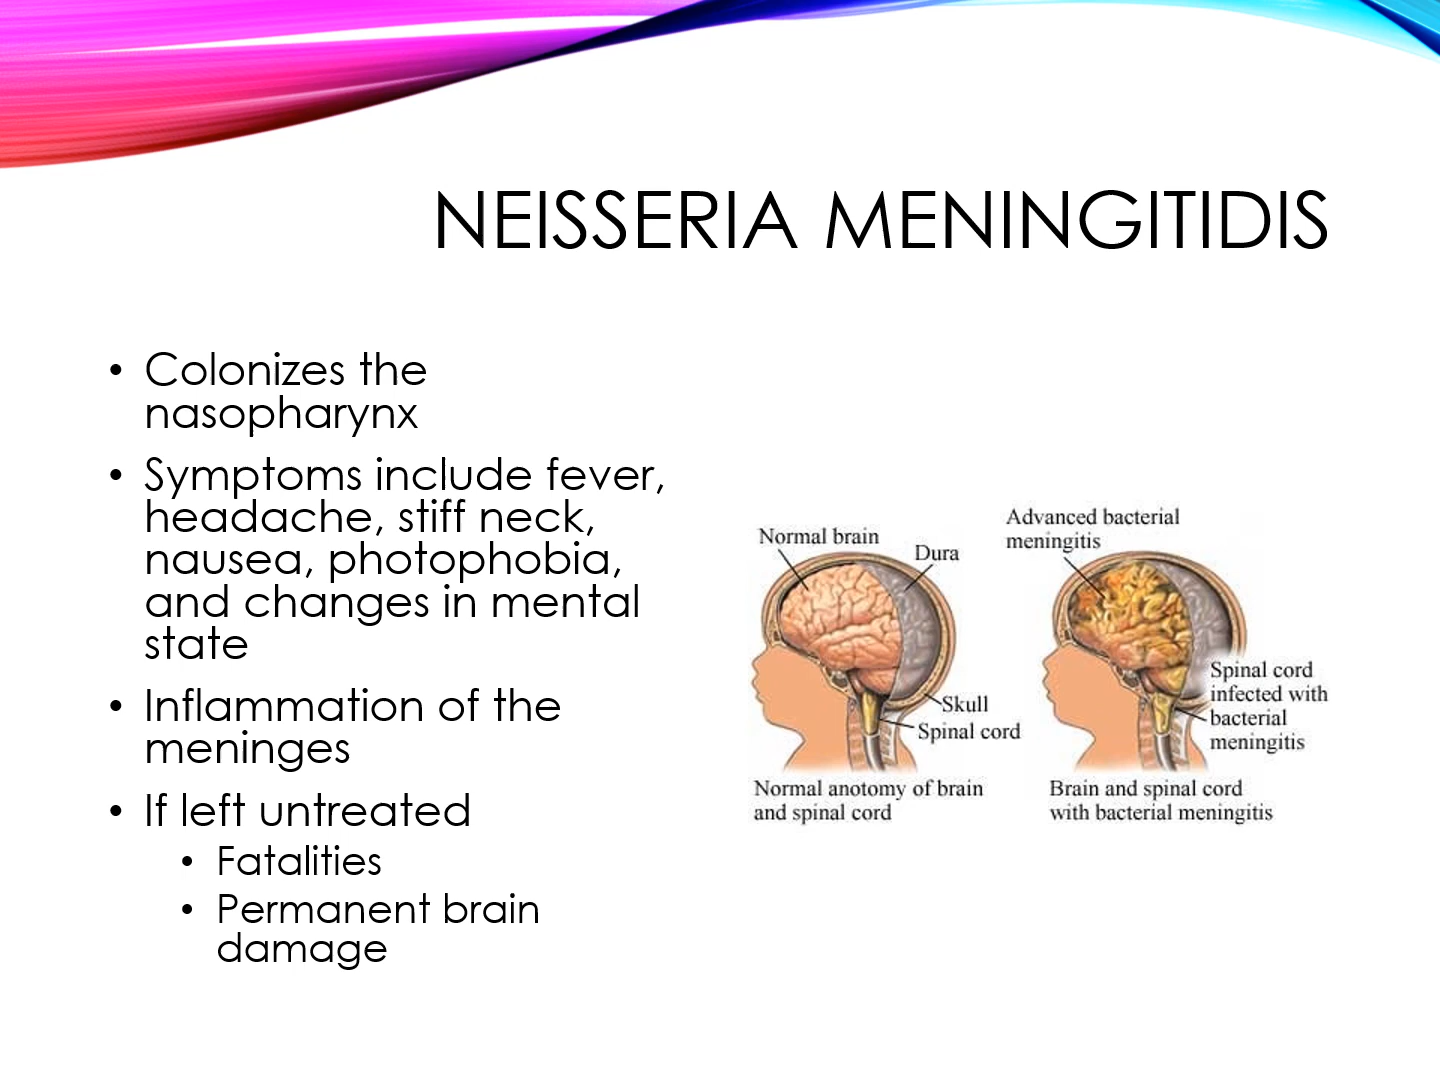 NEISSERIA MENINGITIDIS
• Colonizes the
nasopharynx
• Symptoms include fever,
headache, stiff neck,
nausea, photophobia,
and changes in mental
state
• Inflammation of the
meninges
• If left untreated
• Fatalities
• Permanent brain
damage
Normal brain
Dura
Skull
Spinal cord
Normal anotomy of brain
and spinal cord
Advanced bacterial
meningitis
Spinal cord
infected with
bacterial
meningitis
Brain and spinal cord
with bacterial meningitis